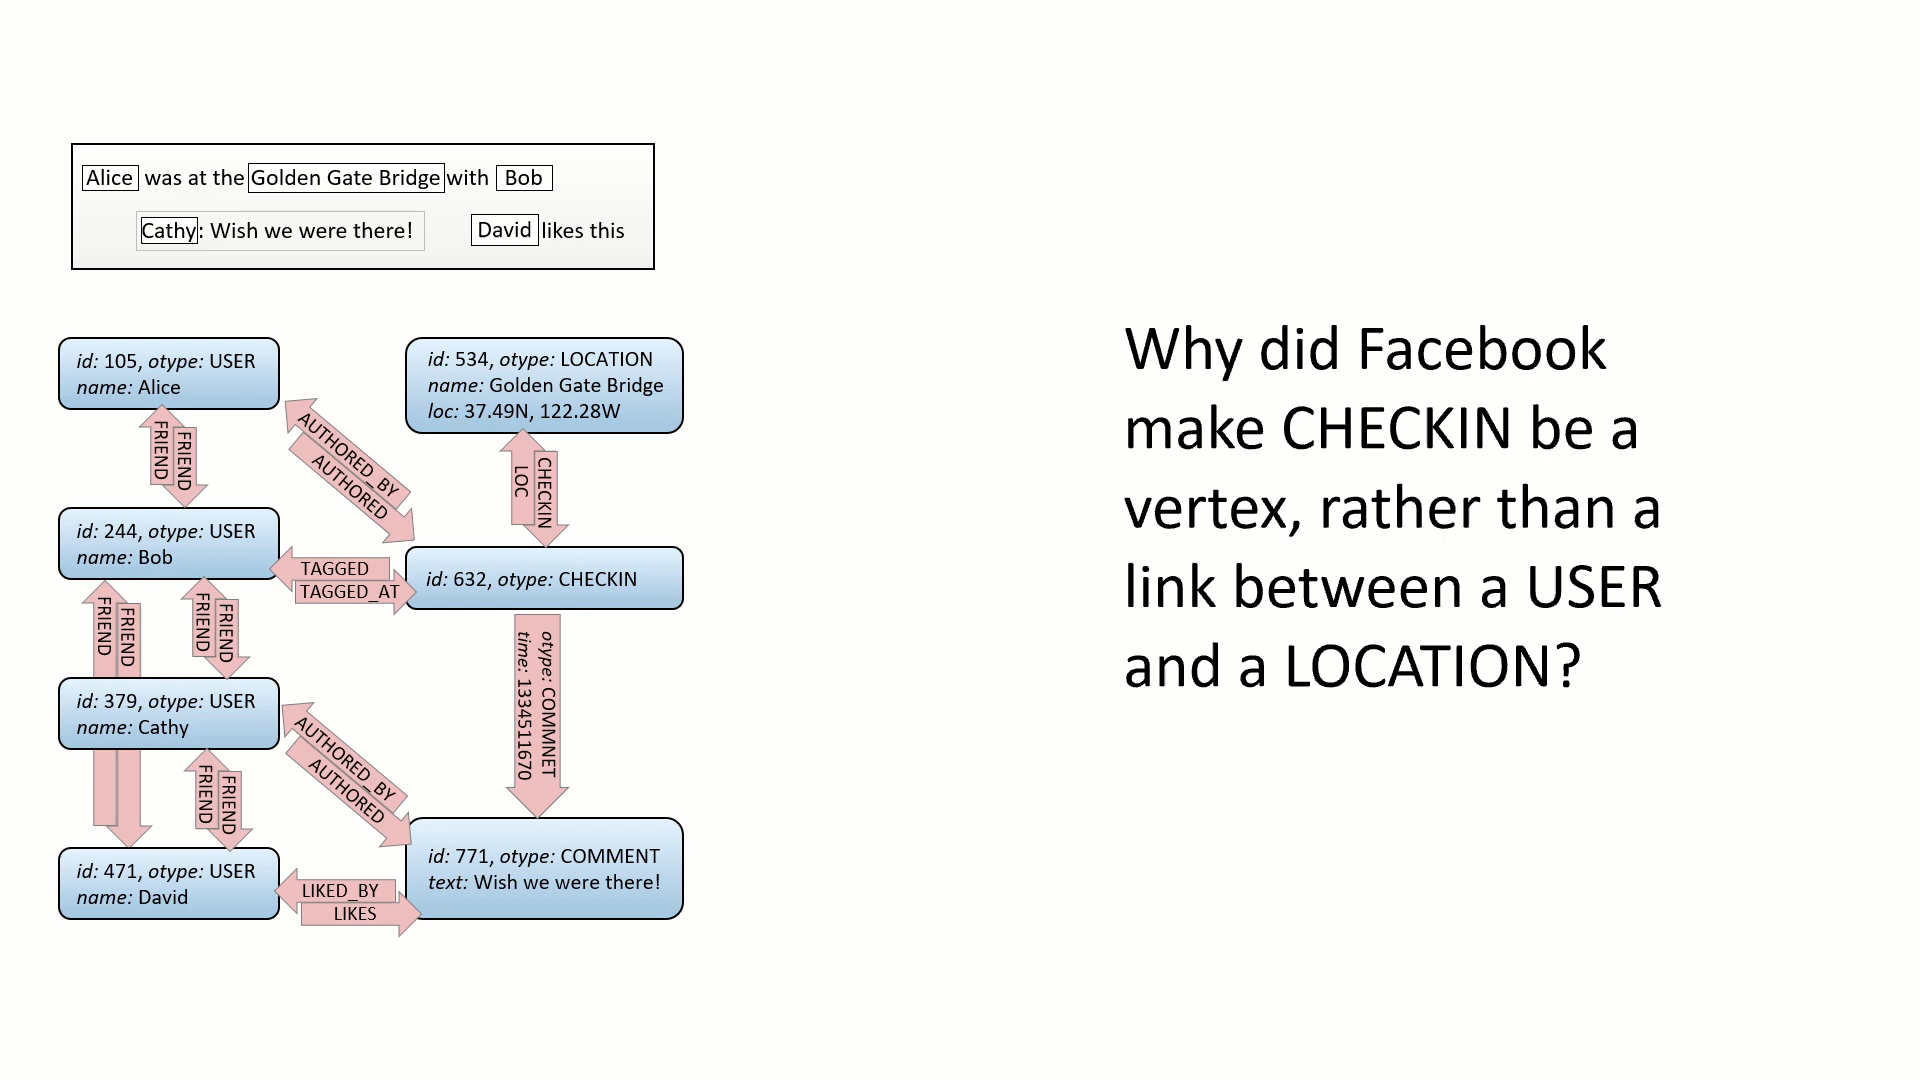 Alice was at the Golden Gate Bridge with Bob
Cathy: Wish we were there!
David likes this
id: 105, otype: USER
name: Alice
id: 534, otype: LOCATION
name: Golden Gate Bridge
loc: 37.49N, 122.28W
FRIEND
FRIEND
AUTHORED_BY
AUTHORED
LOC
CHECKIN
id: 244, otype: USER
name: Bob
TAGGED
TAGGED_AT
id: 632, otype: CHECKIN
FRIEND
FRIEND
FRIEND
FRIEND
otype: COMMNET
time: 1334511670
id: 379, otype: USER
name: Cathy
AUTHORED_BY
AUTHORED
FRIEND
FRIEND
id: 471, otype: USER
name: David
LIKED_BY
LIKES
id: 771, otype: COMMENT
text: Wish we were there!
Why did Facebook
make CHECKIN be a
vertex, rather than a
link between a USER
and a LOCATION?